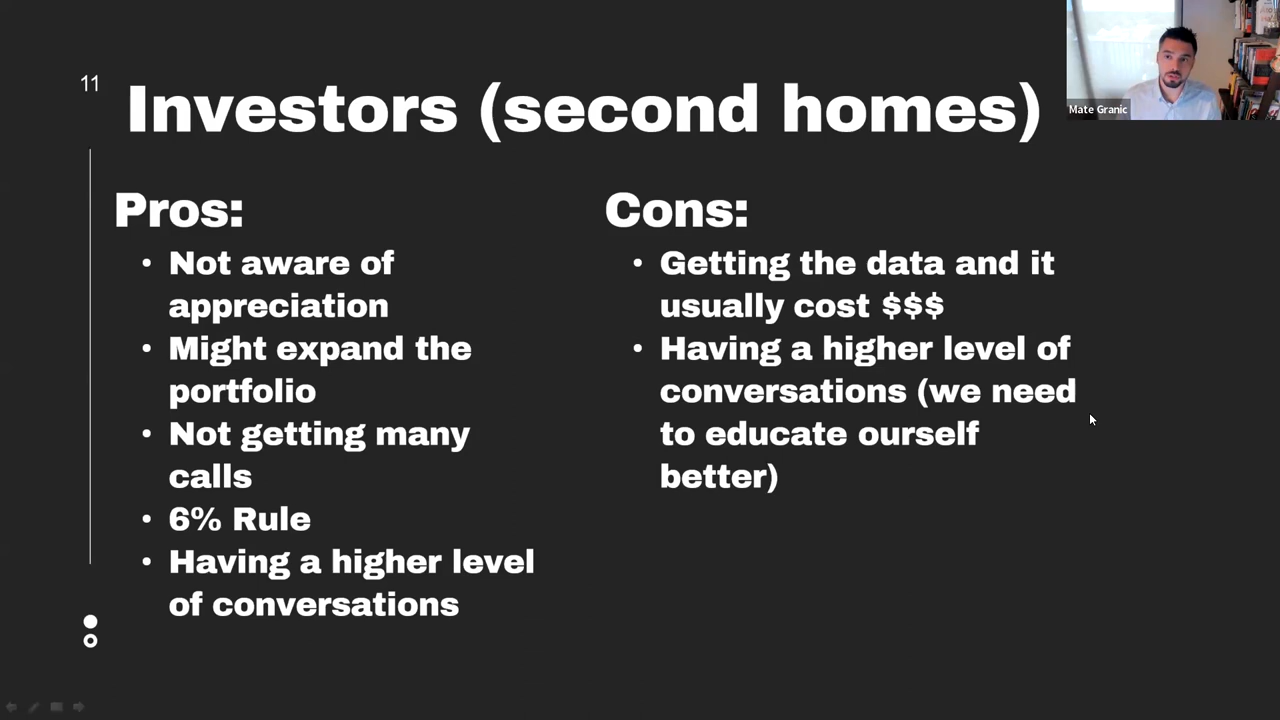 11
Investors (second homes)
Mate Granic
Pros:
• Not aware of
appreciation
• Might expand the
portfolio
• Not getting many
calls
• 6% Rule
• Having a higher level
of conversations
Cons:
• Getting the data and it
usually cost $$$
• Having a higher level of
conversations (we need
to educate ourself
better)